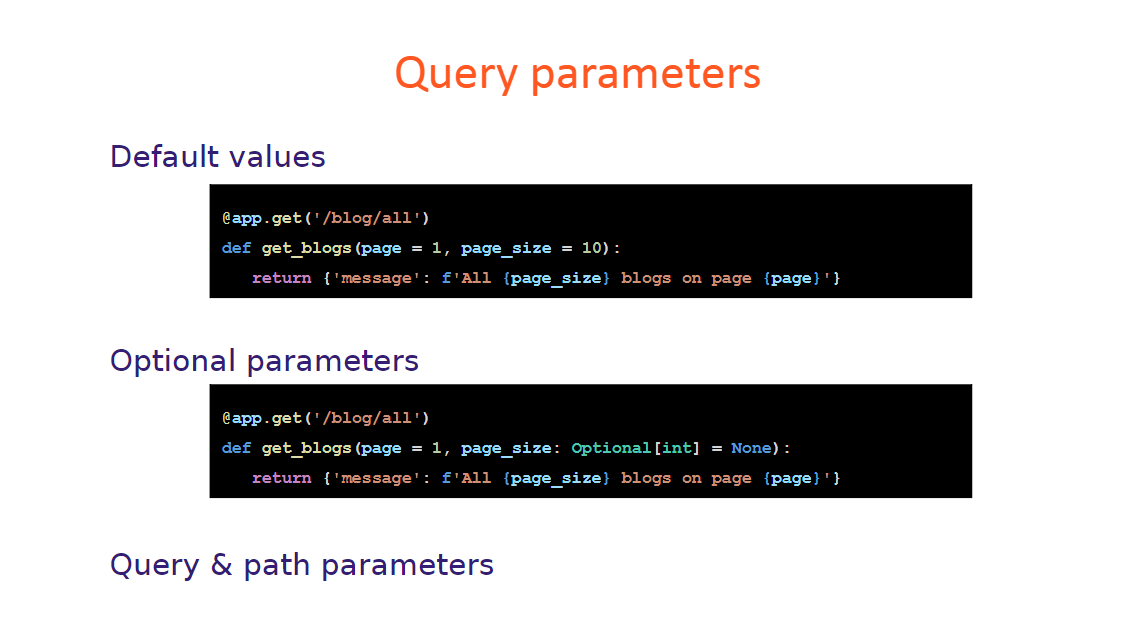 Query parameters
Default values
@app.get('/blog/all')
def get_blogs(page = 1, page_size = 10):
   return {'message': f'All {page_size} blogs on page {page}'}
Optional parameters
@app.get('/blog/all')
def get_blogs(page = 1, page_size: Optional[int] = None):
   return {'message': f'All {page_size} blogs on page {page}'}
Query & path parameters